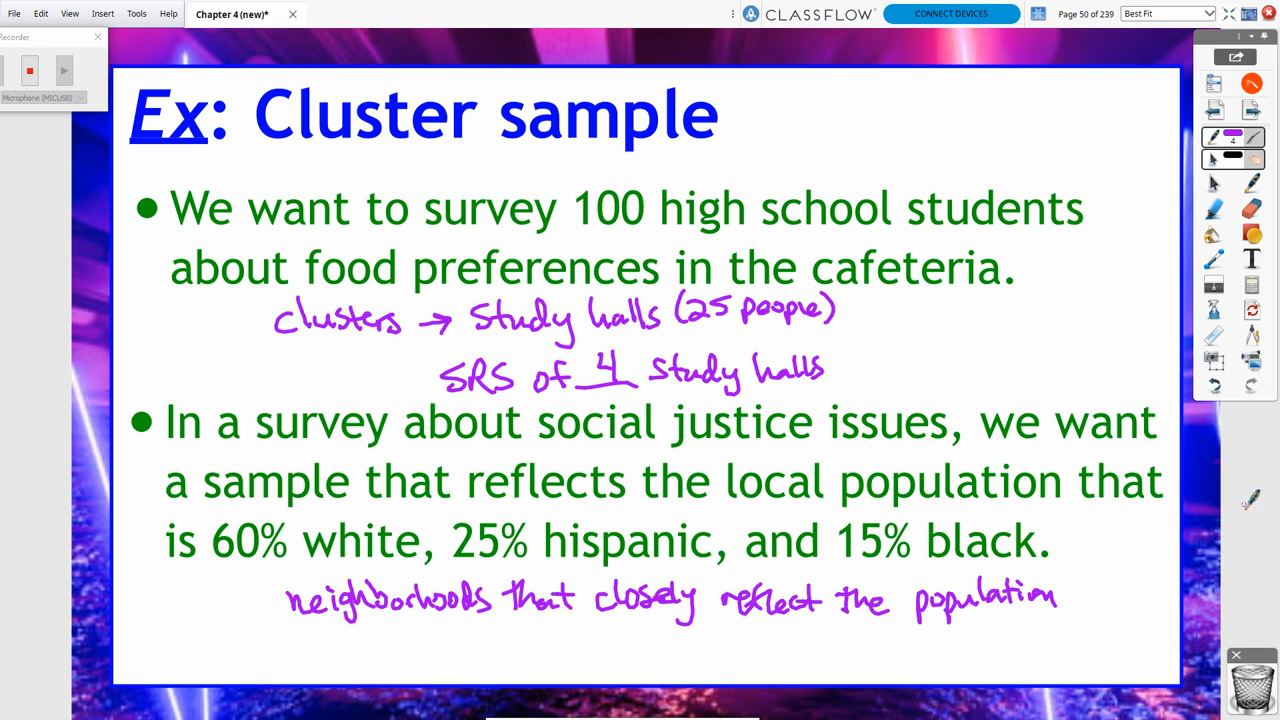 File Edit View Insert Tools Help Chapter 4 (new)* CLASSFLOW CONNECT DEVICES Page 50 of 239 Best Fit
Recorder
Microphone (MICUSB)
4
Ex: Cluster sample
• We want to survey 100 high school students
about food preferences in the cafeteria.
clusters → study halls (25 people)
SRS of 4 study halls
• In a survey about social justice issues, we want
a sample that reflects the local population that
is 60% white, 25% hispanic, and 15% black.
neighborhoods that closely reflect the population